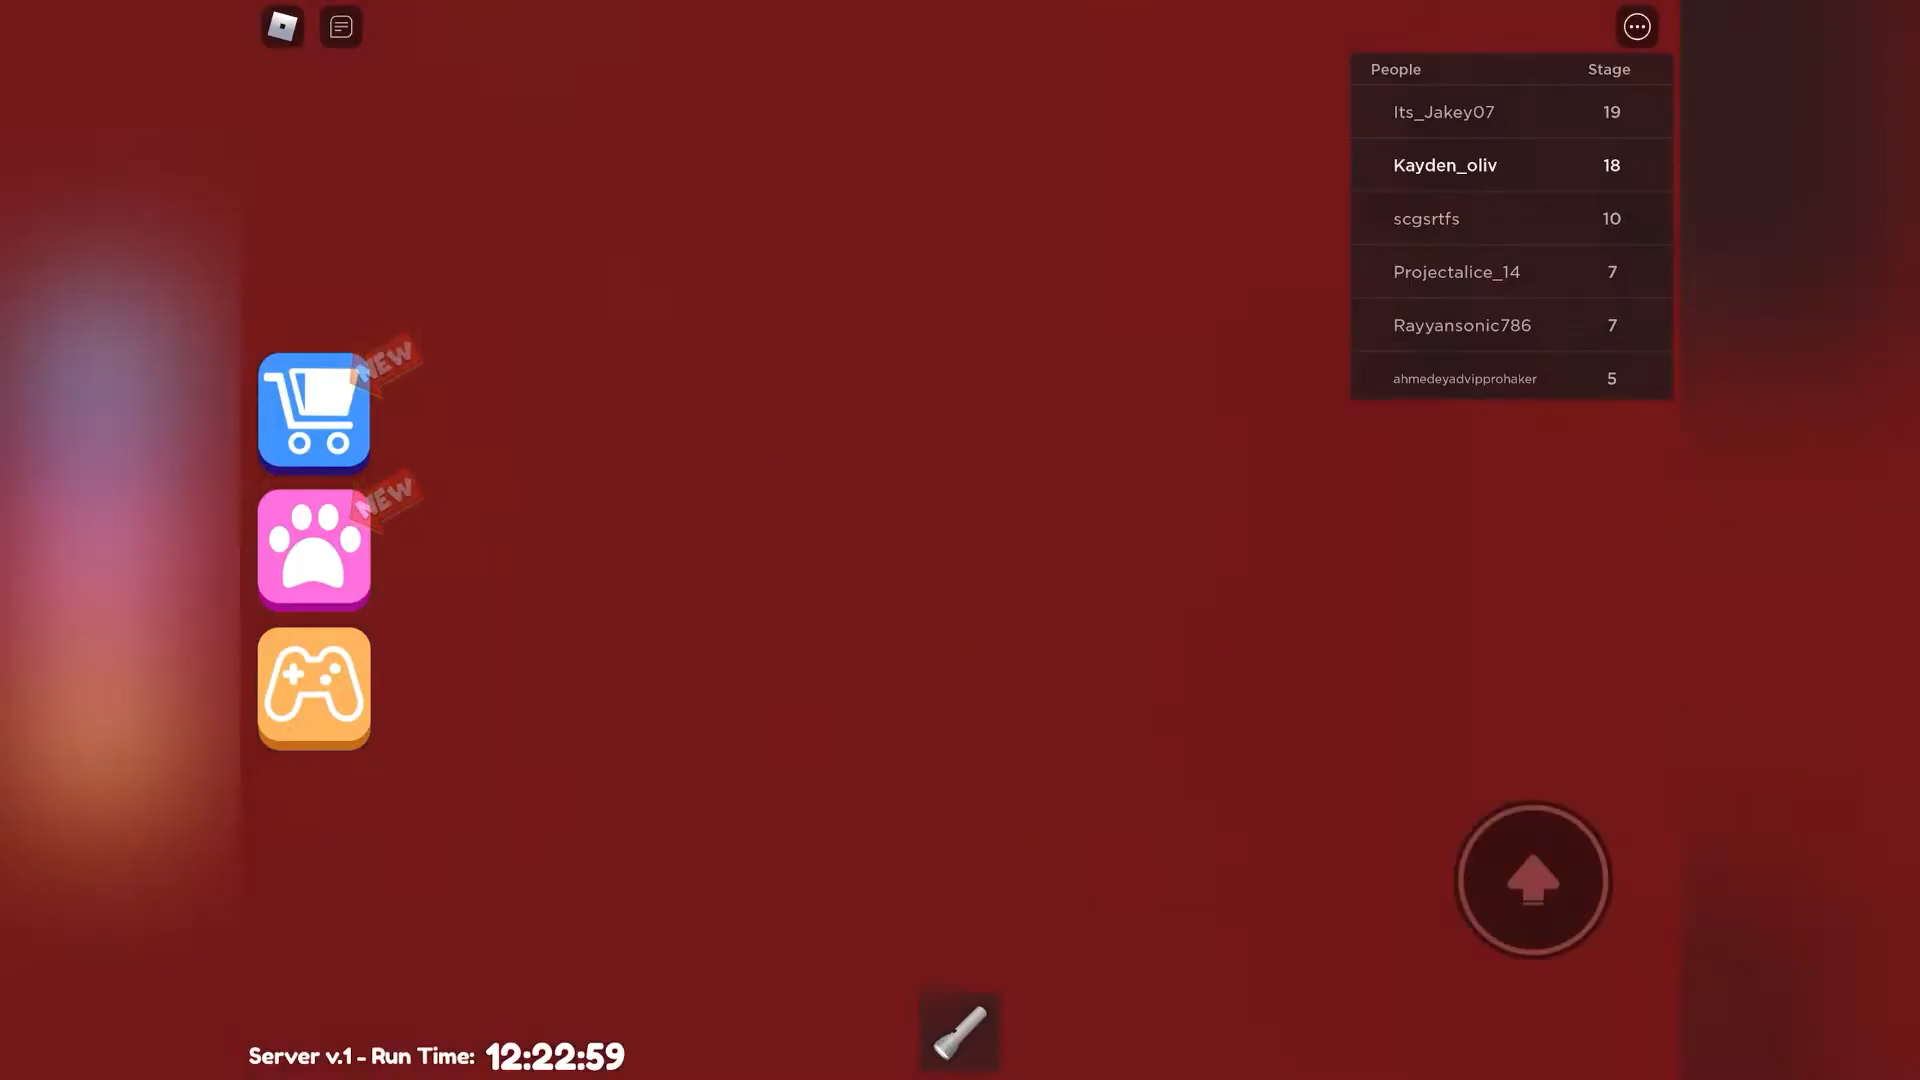 People Stage
Its_Jakey07 19
Kayden_oliv 18
scgsrtfs 10
Projectalice_14 7
Rayyansonic786 7
ahmedeyadvipprohaker 5
NEW
NEW
Server v.1 - Run Time: 12:22:59